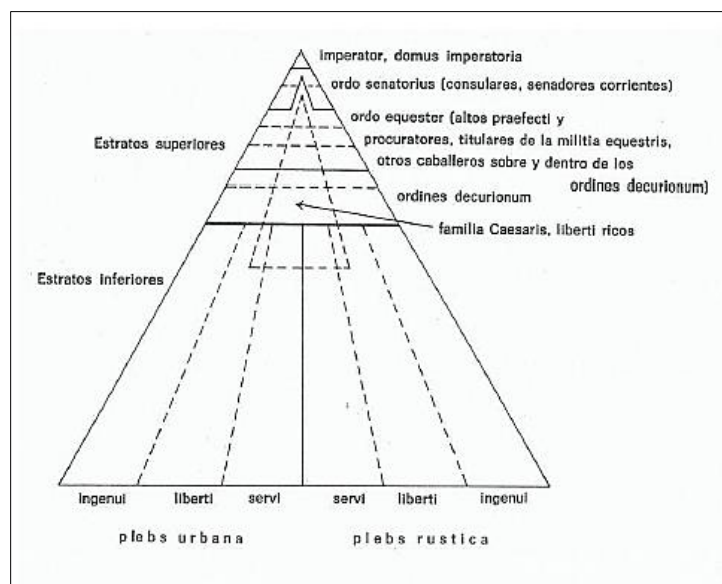 imperator, domus imperatoria
ordo senatorius (consulares, senadores corrientes)
ordo equester (altos praefecti y
procuratores, titulares de la militia equestris,
otros caballeros sobre y dentro de los
ordines decurionum)
Estratos superiores
ordines decurionum
familia Caesaris, liberti ricos
Estratos inferiores
ingenui liberti servi servi liberti ingenui
plebs urbana plebs rustica